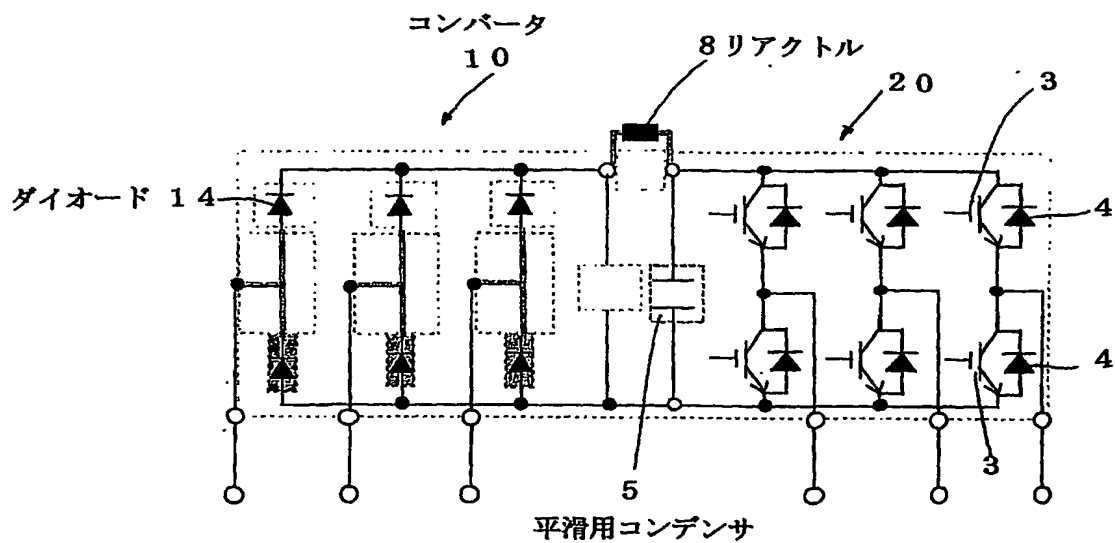 コンバータ
１０
８リアクトル
２０
３
ダイオード １４
４
４
３
５
平滑用コンデンサ